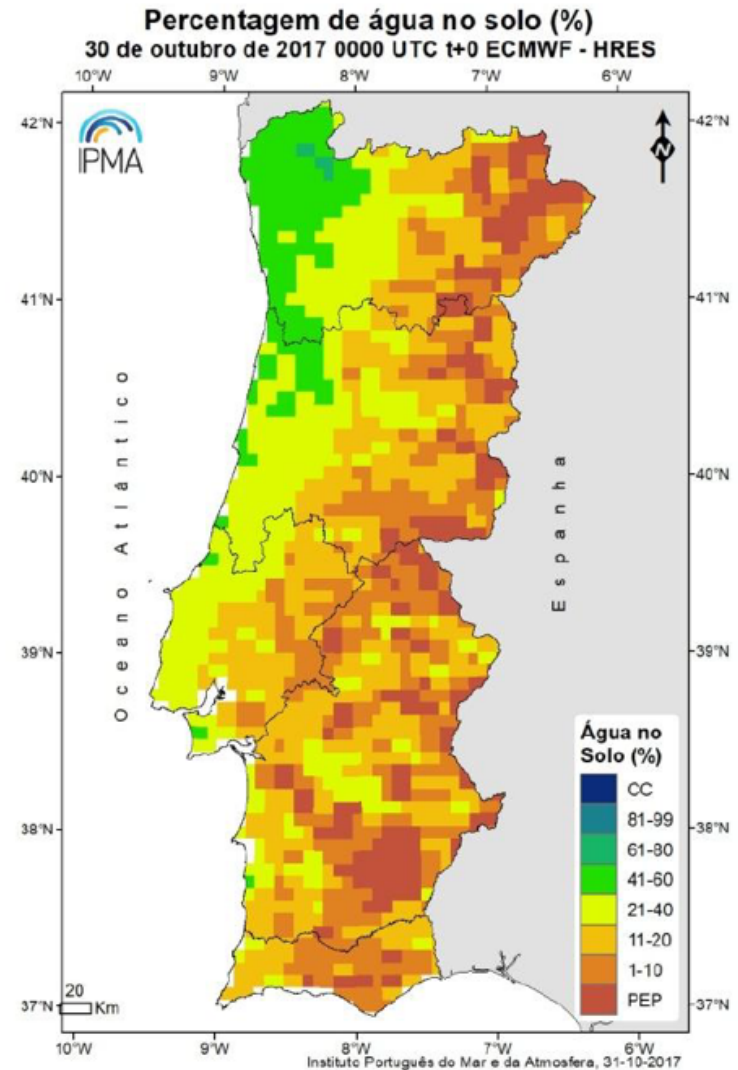 Percentagem de água no solo (%)
30 de outubro de 2017 0000 UTC t+0 ECMWF - HRES
10°W 9°W 8°W 7°W 6°W
42°N 42°N
IPMA
N
41°N 41°N
Oceano Atlântico
40°N 40°N
Espanha
39°N 39°N
Água no
Solo (%)
CC
81-99
61-80
41-60
21-40
11-20
1-10
PEP
38°N 38°N
20
Km
37°N 37°N
10°W 9°W 8°W 7°W 6°W
Instituto Português do Mar e da Atmosfera, 31-10-2017